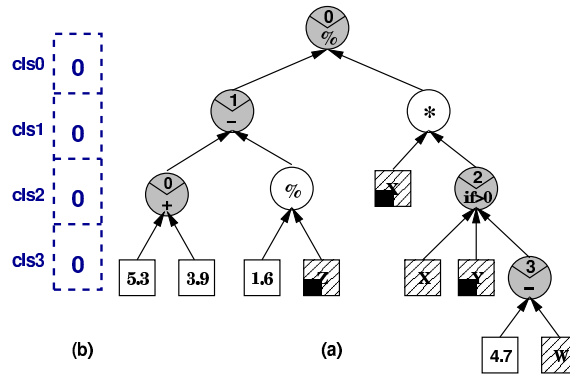 0
%
cls0 0
1
–
*
cls1 0
0
+
%
2
if>0
cls2 0
5.3 3.9 1.6 Z X Y
3
–
cls3 0
4.7 W
(b) (a)